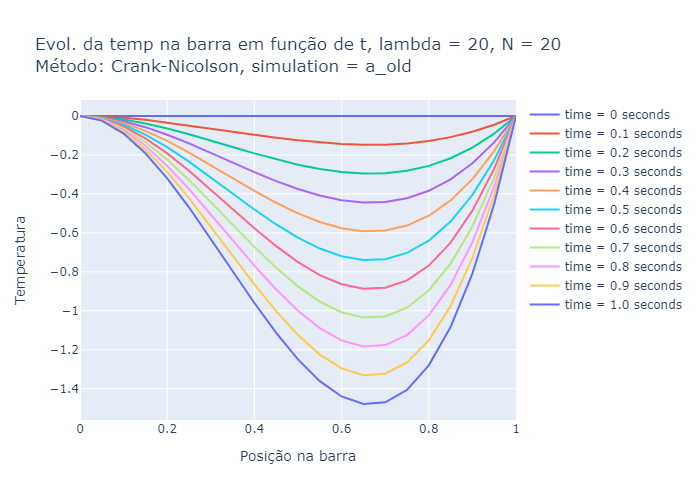 Evol. da temp na barra em função de t, lambda = 20, N = 20
Método: Crank-Nicolson, simulation = a_old
Temperatura
0
−0.2
−0.4
−0.6
−0.8
−1
−1.2
−1.4
0
0.2
0.4
0.6
0.8
1
Posição na barra
time = 0 seconds
time = 0.1 seconds
time = 0.2 seconds
time = 0.3 seconds
time = 0.4 seconds
time = 0.5 seconds
time = 0.6 seconds
time = 0.7 seconds
time = 0.8 seconds
time = 0.9 seconds
time = 1.0 seconds